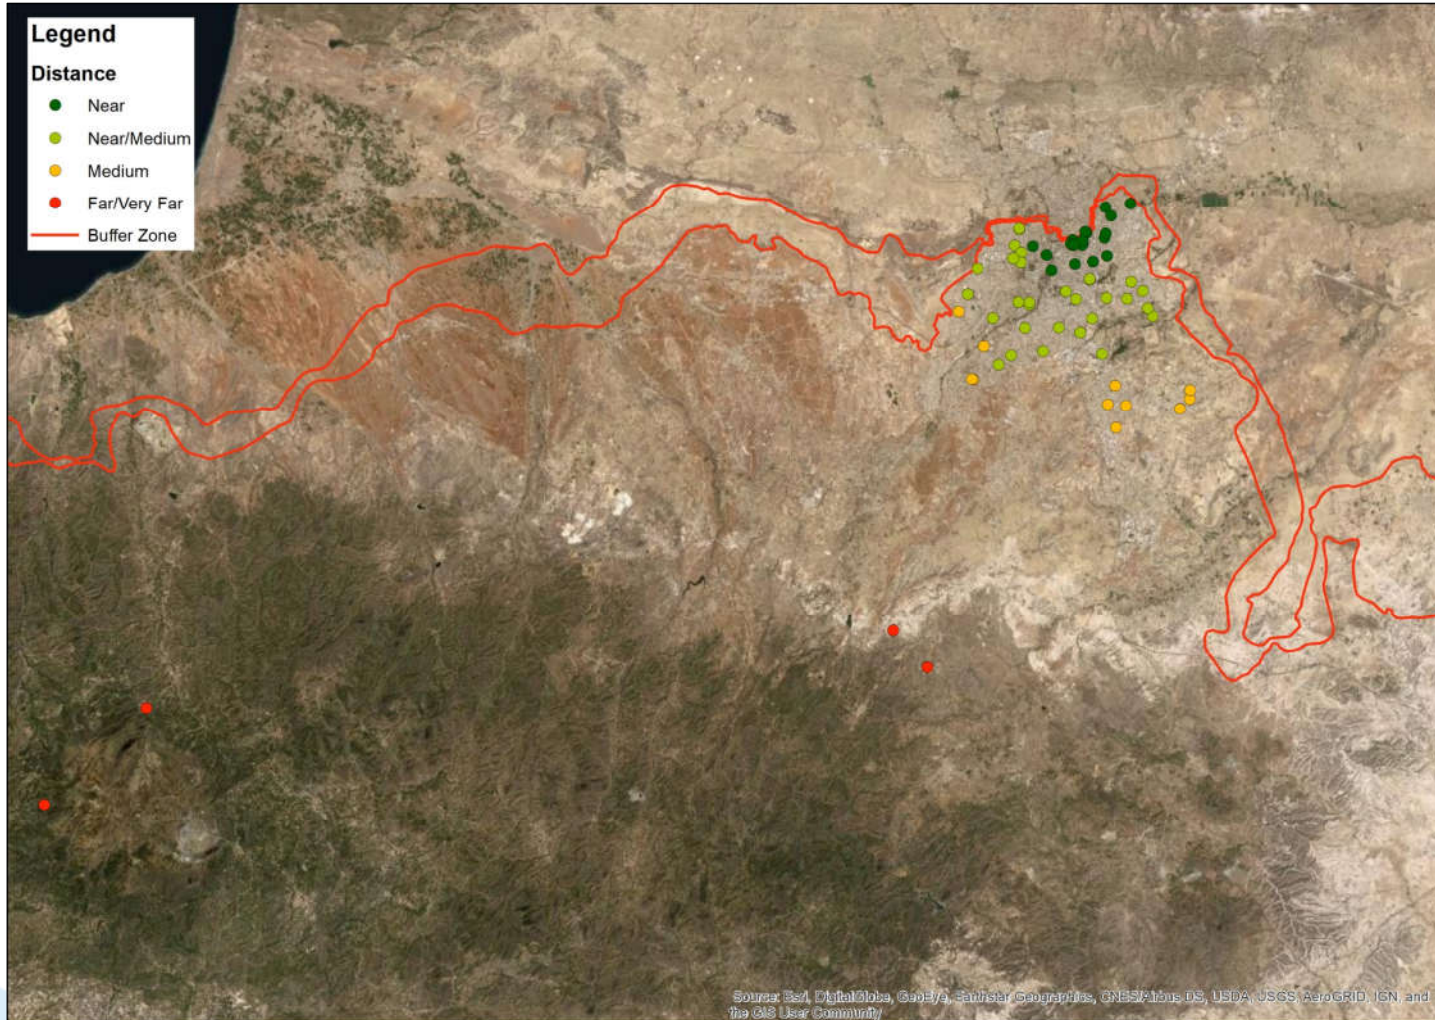 Legend
Distance
Near
Near/Medium
Medium
Far/Very Far
Buffer Zone
Source: Esri, DigitalGlobe, GeoEye, Earthstar Geographics, CNES/Airbus DS, USDA, USGS, AeroGRID, IGN, and
the GIS User Community